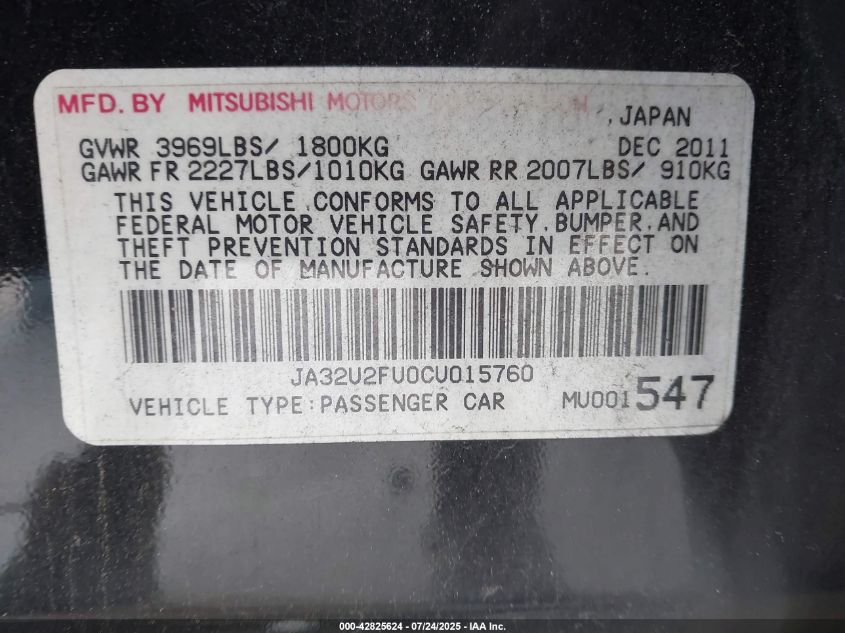 MFD. BY MITSUBISHI MOTORS CORPORATION
, JAPAN
GVWR 3969LBS/ 1800KG DEC 2011
GAWR FR 2227LBS/1010KG GAWR RR 2007LBS/ 910KG
THIS VEHICLE CONFORMS TO ALL APPLICABLE
FEDERAL MOTOR VEHICLE SAFETY, BUMPER, AND
THEFT PREVENTION STANDARDS IN EFFECT ON
THE DATE OF MANUFACTURE SHOWN ABOVE.
JA32U2FU0CU015760
VEHICLE TYPE:PASSENGER CAR MU001547
000-42825624 - 07/24/2025 - IAA Inc.